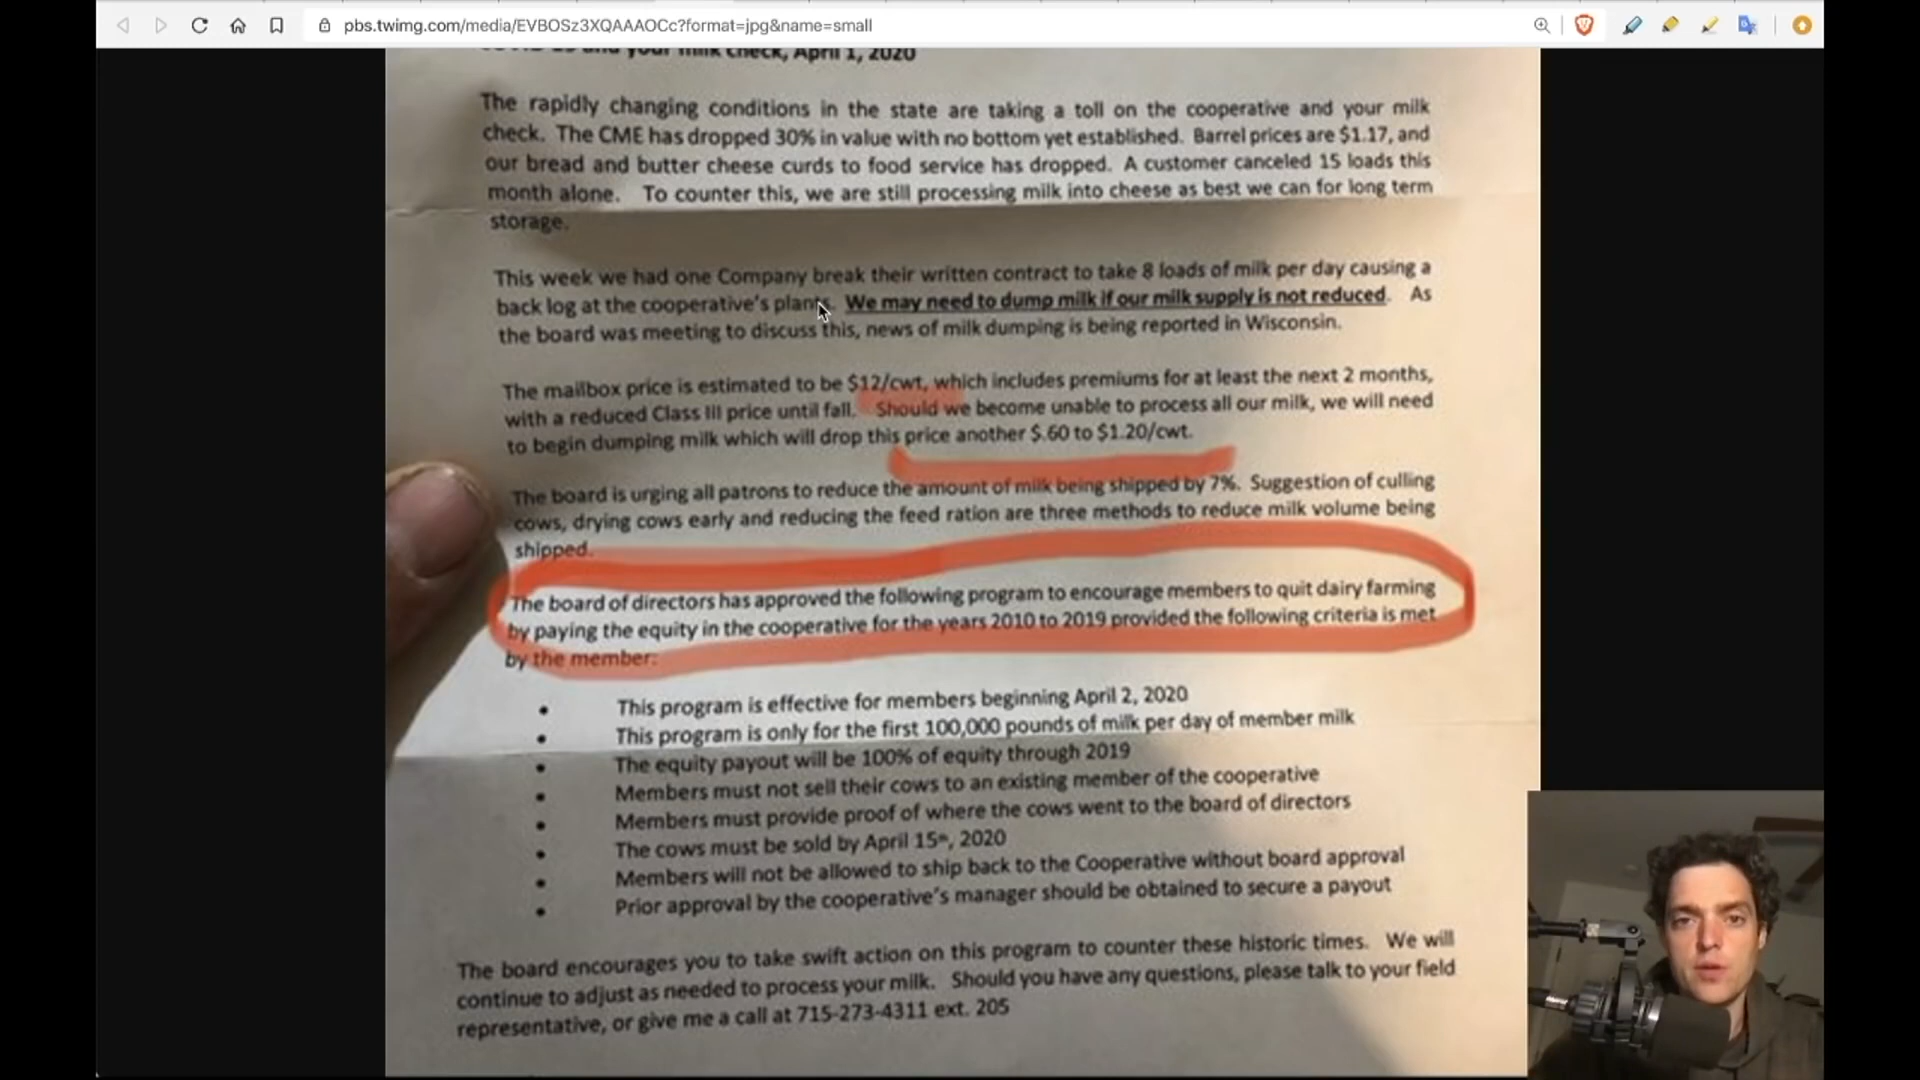 pbs.twimg.com/media/EVBOSz3XQAAAOCc?format=jpg&name=small
and your milk check, April 1, 2020
The rapidly changing conditions in the state are taking a toll on the cooperative and your milk
check. The CME has dropped 30% in value with no bottom yet established. Barrel prices are $1.17, and
our bread and butter cheese curds to food service has dropped. A customer canceled 15 loads this
month alone. To counter this, we are still processing milk into cheese as best we can for long term
storage.
This week we had one Company break their written contract to take 8 loads of milk per day causing a
back log at the cooperative's plants. We may need to dump milk if our milk supply is not reduced. As
the board was meeting to discuss this, news of milk dumping is being reported in Wisconsin.
The mailbox price is estimated to be $12/cwt, which includes premiums for at least the next 2 months,
with a reduced Class III price until fall. Should we become unable to process all our milk, we will need
to begin dumping milk which will drop this price another $.60 to $1.20/cwt.
The board is urging all patrons to reduce the amount of milk being shipped by 7%. Suggestion of culling
cows, drying cows early and reducing the feed ration are three methods to reduce milk volume being
shipped.
The board of directors has approved the following program to encourage members to quit dairy farming
by paying the equity in the cooperative for the years 2010 to 2019 provided the following criteria is met
by the member:
• This program is effective for members beginning April 2, 2020
• This program is only for the first 100,000 pounds of milk per day of member milk
• The equity payout will be 100% of equity through 2019
• Members must not sell their cows to an existing member of the cooperative
• Members must provide proof of where the cows went to the board of directors
• The cows must be sold by April 15th, 2020
• Members will not be allowed to ship back to the Cooperative without board approval
• Prior approval by the cooperative's manager should be obtained to secure a payout
The board encourages you to take swift action on this program to counter these historic times. We will
continue to adjust as needed to process your milk. Should you have any questions, please talk to your field
representative, or give me a call at 715-273-4311 ext. 205